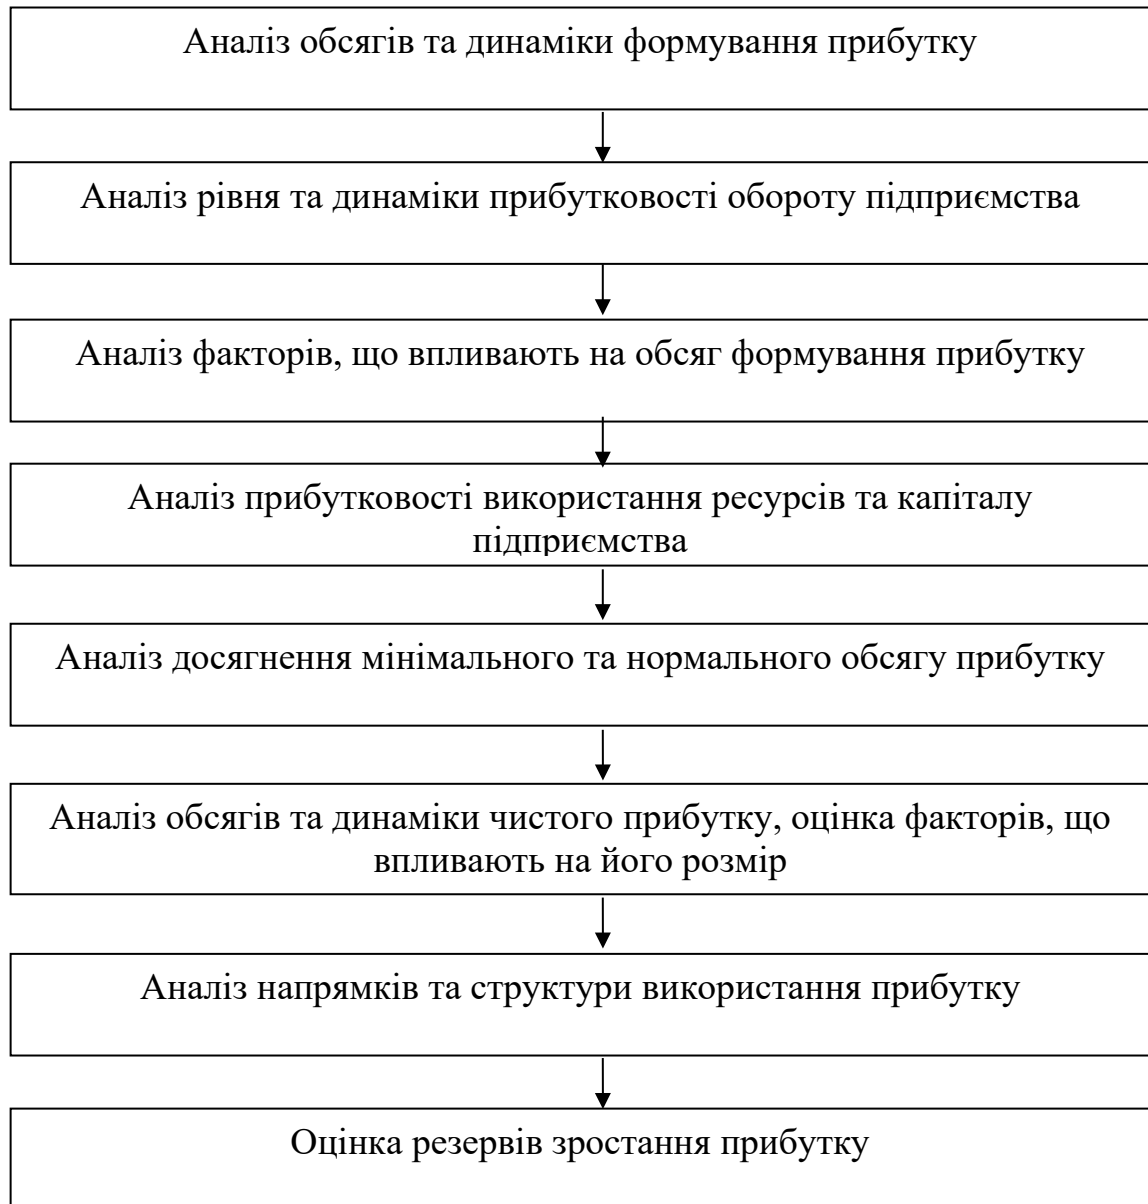 Аналіз обсягів та динаміки формування прибутку
Аналіз рівня та динаміки прибутковості обороту підприємства
Аналіз факторів, що впливають на обсяг формування прибутку
Аналіз прибутковості використання ресурсів та капіталу
підприємства
Аналіз досягнення мінімального та нормального обсягу прибутку
Аналіз обсягів та динаміки чистого прибутку, оцінка факторів, що
впливають на його розмір
Аналіз напрямків та структури використання прибутку
Оцінка резервів зростання прибутку